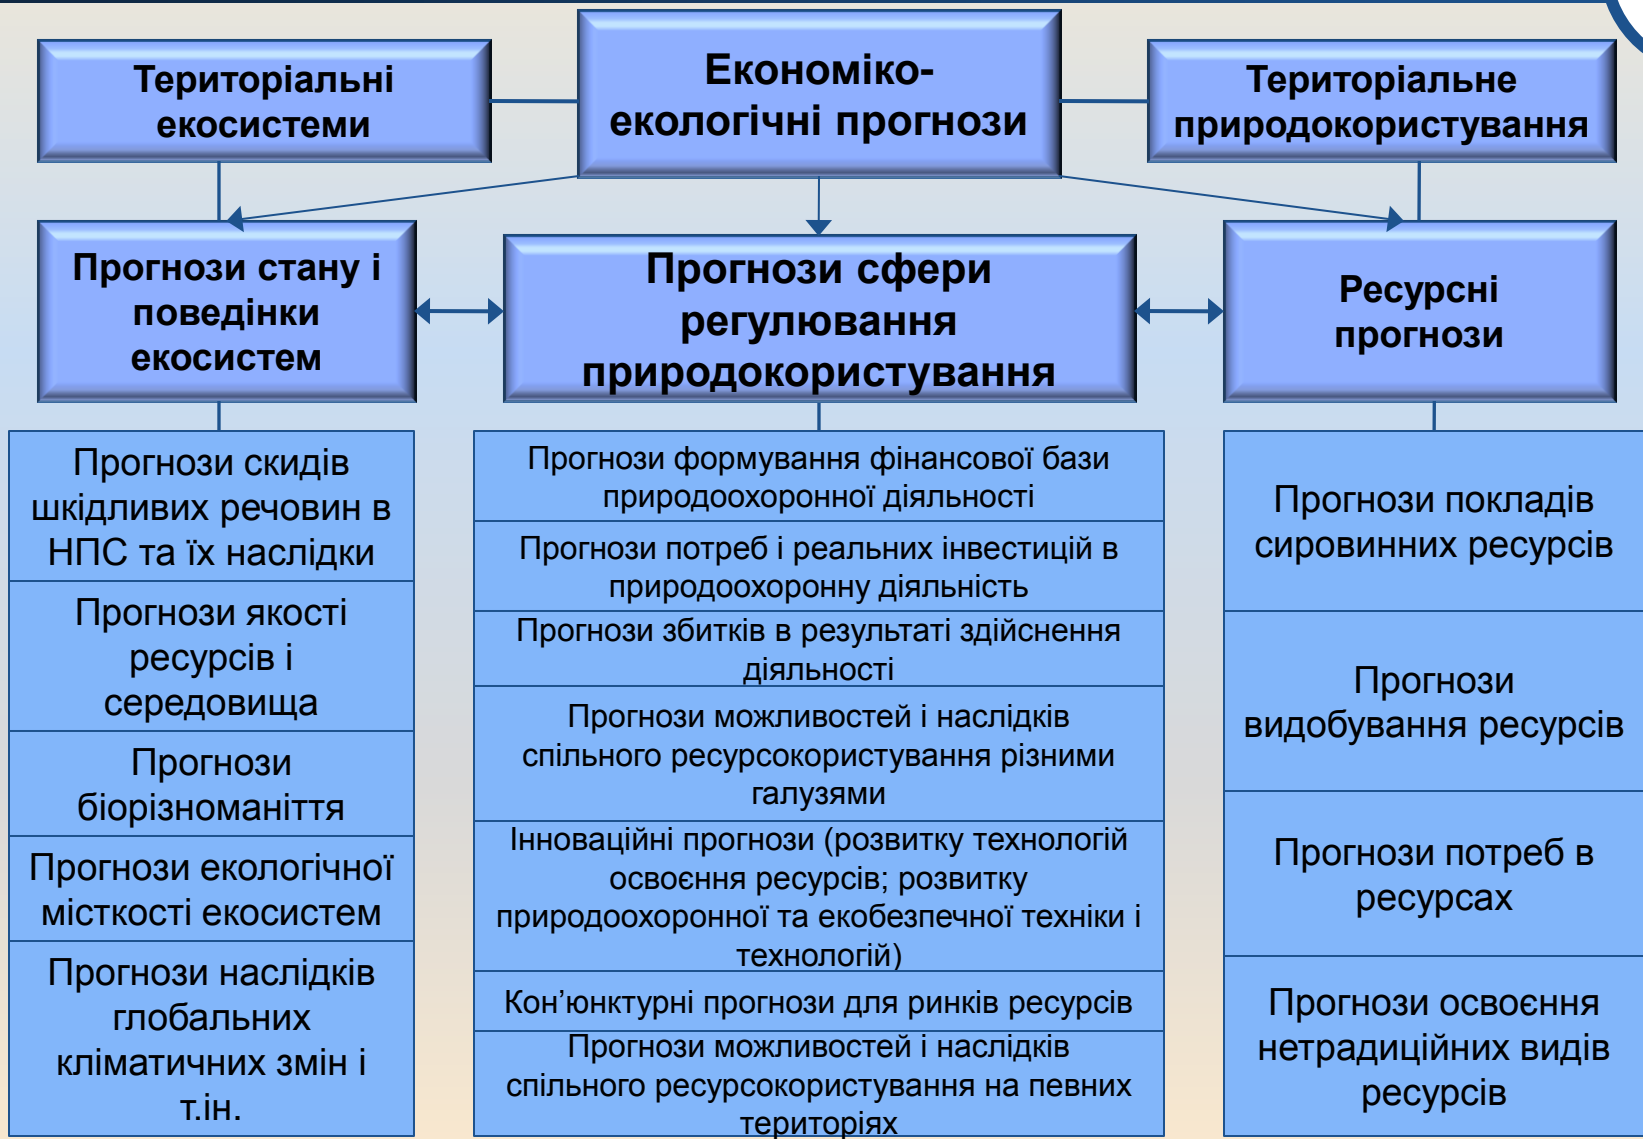 Територіальні
екосистеми
Економіко-
екологічні прогнози
Територіальне
природокористування
Прогнози стану і
поведінки
екосистем
Прогнози сфери
регулювання
природокористування
Ресурсні
прогнози
Прогнози скидів
шкідливих речовин в
НПС та їх наслідки
Прогнози якості
ресурсів і
середовища
Прогнози
біорізноманіття
Прогнози екологічної
місткості екосистем
Прогнози наслідків
глобальних
кліматичних змін і
т.ін.
Прогнози формування фінансової бази
природоохоронної діяльності
Прогнози потреб і реальних інвестицій в
природоохоронну діяльність
Прогнози збитків в результаті здійснення
діяльності
Прогнози можливостей і наслідків
спільного ресурсокористування різними
галузями
Інноваційні прогнози (розвитку технологій
освоєння ресурсів; розвитку
природоохоронної та екобезпечної техніки і
технологій)
Кон’юнктурні прогнози для ринків ресурсів
Прогнози можливостей і наслідків
спільного ресурсокористування на певних
територіях
Прогнози покладів
сировинних ресурсів
Прогнози
видобування ресурсів
Прогнози потреб в
ресурсах
Прогнози освоєння
нетрадиційних видів
ресурсів